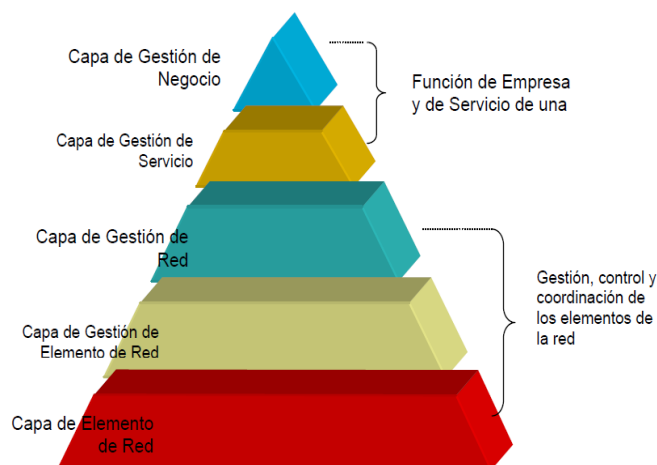 Capa de Gestión de
Negocio
Función de Empresa
y de Servicio de una
Capa de Gestión de
Servicio
Capa de Gestión de
Red
Gestión, control y
coordinación de
los elementos de
la red
Capa de Gestión de
Elemento de Red
Capa de Elemento
de Red